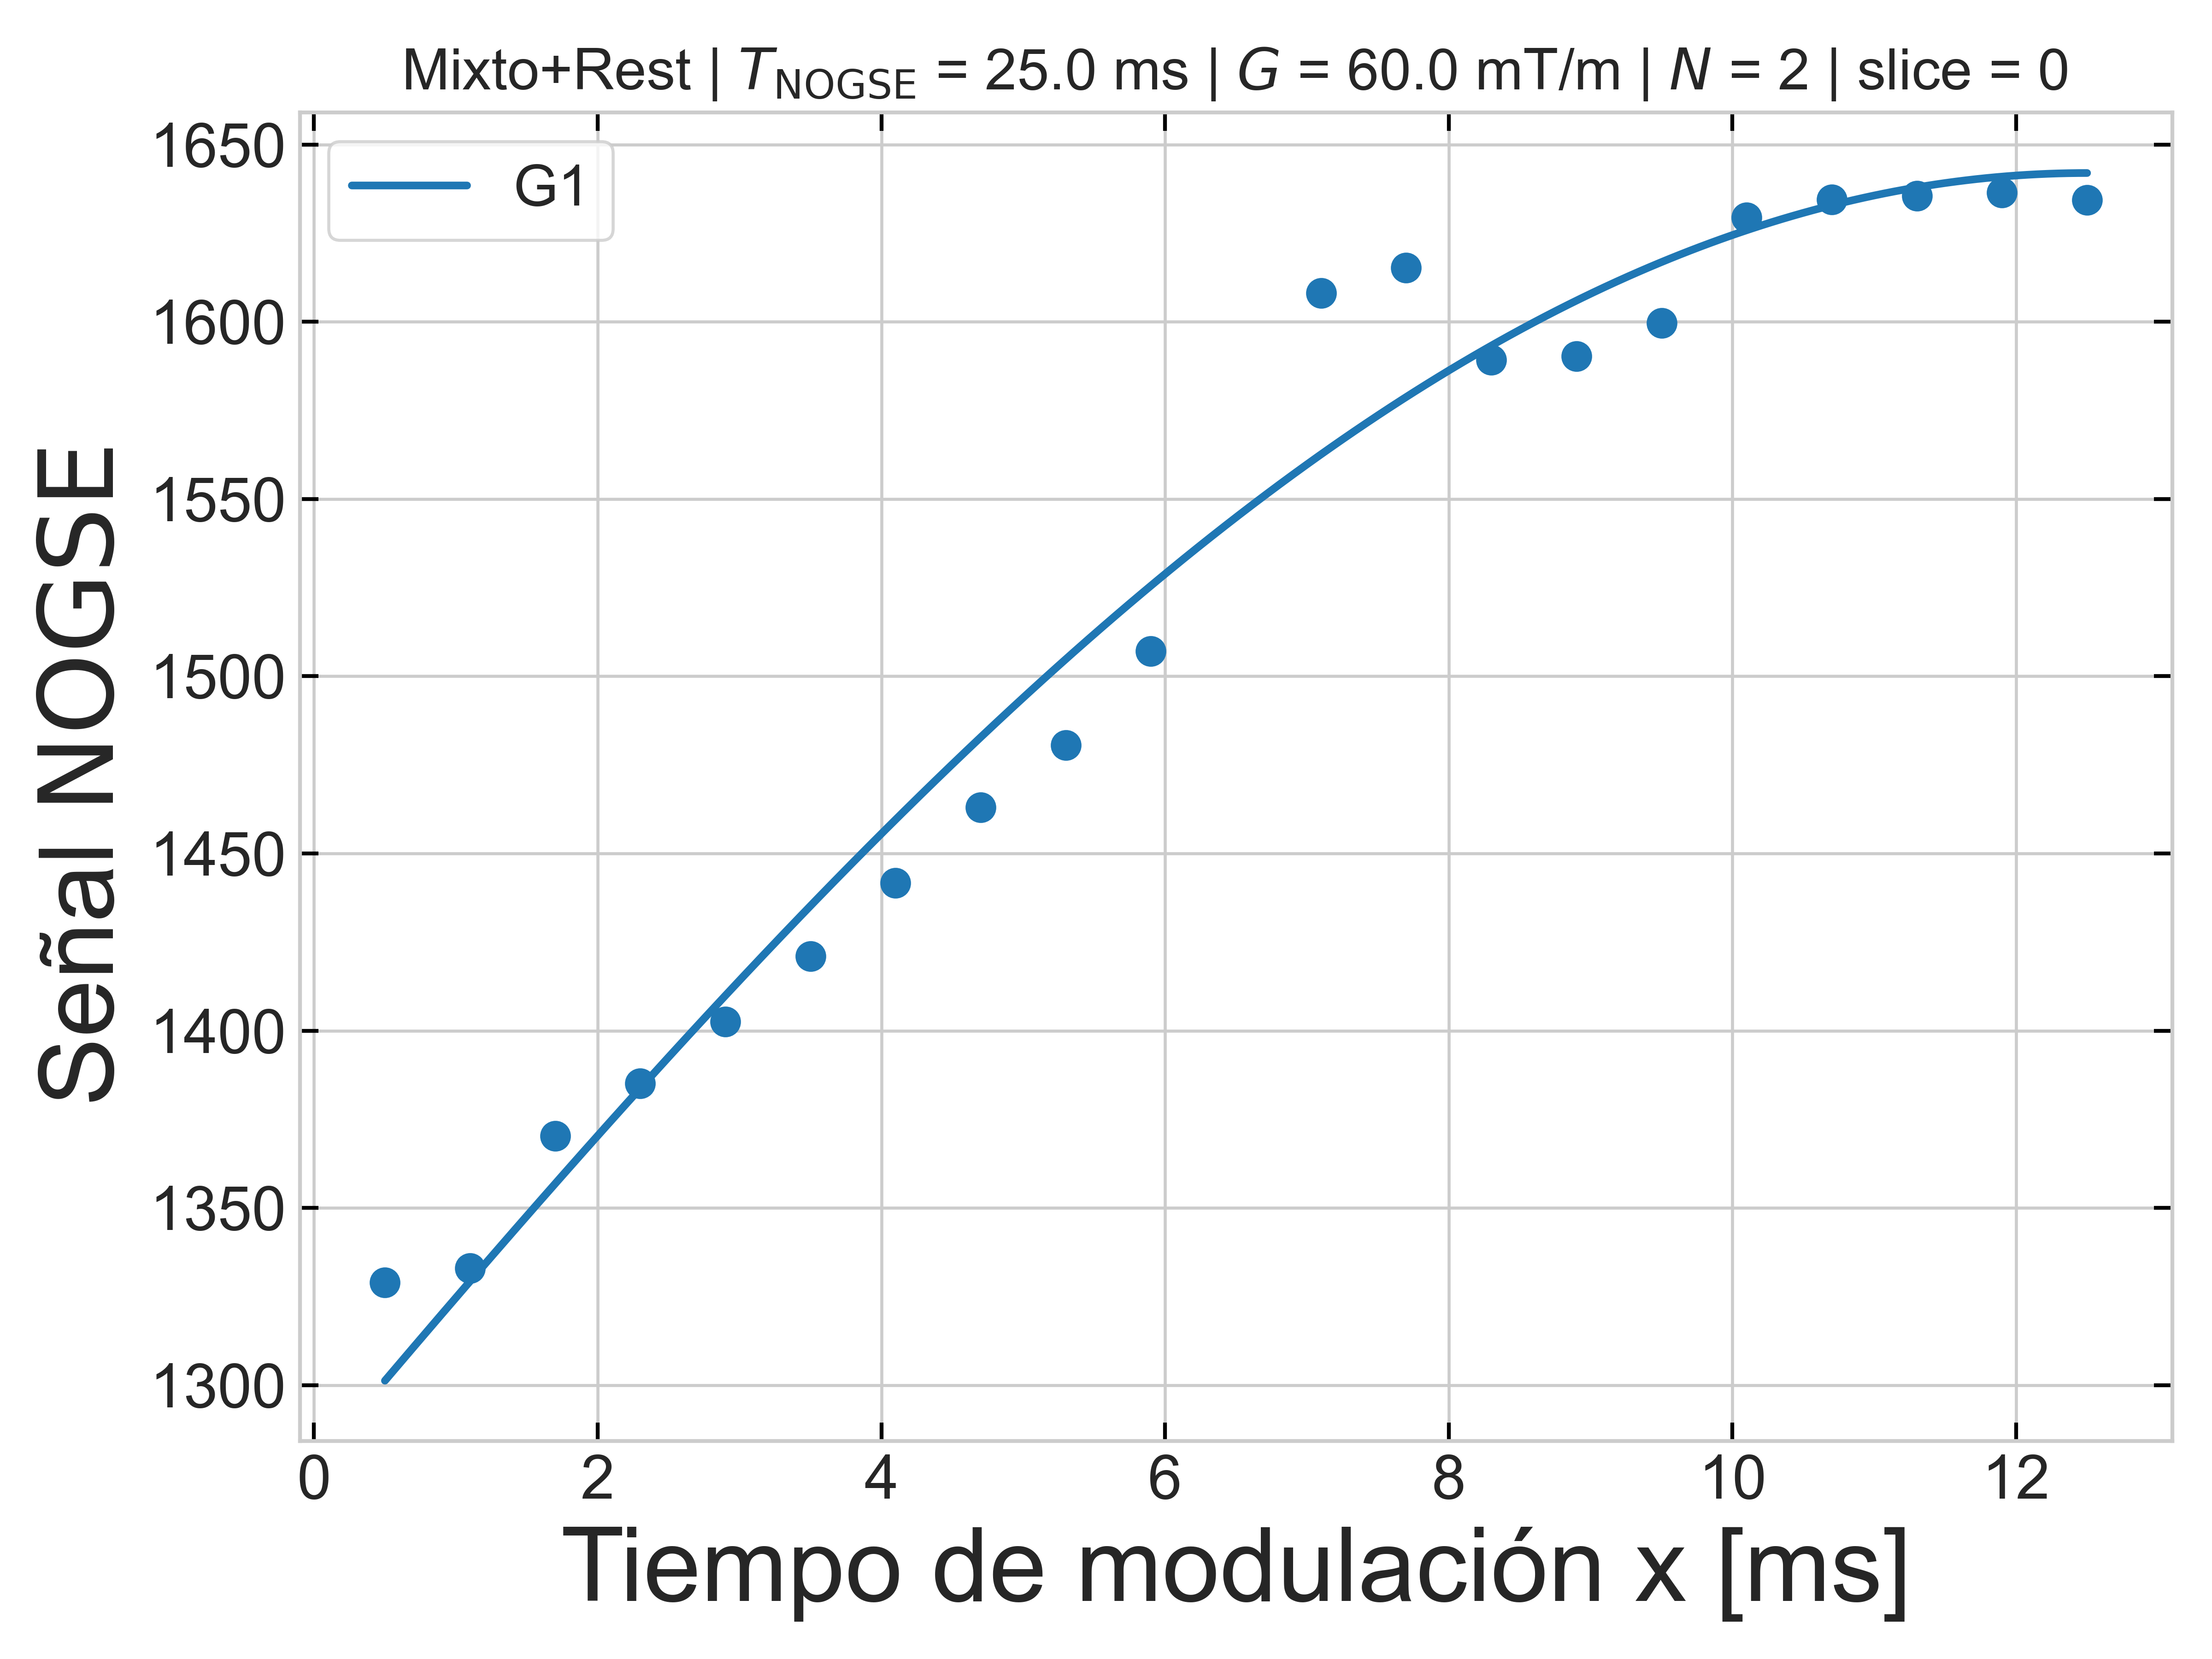 Mixto+Rest | T_NOGSE = 25.0 ms | G = 60.0 mT/m | N = 2 | slice = 0
G1
Señal NOGSE
1650
1600
1550
1500
1450
1400
1350
1300
0 2 4 6 8 10 12
Tiempo de modulación x [ms]